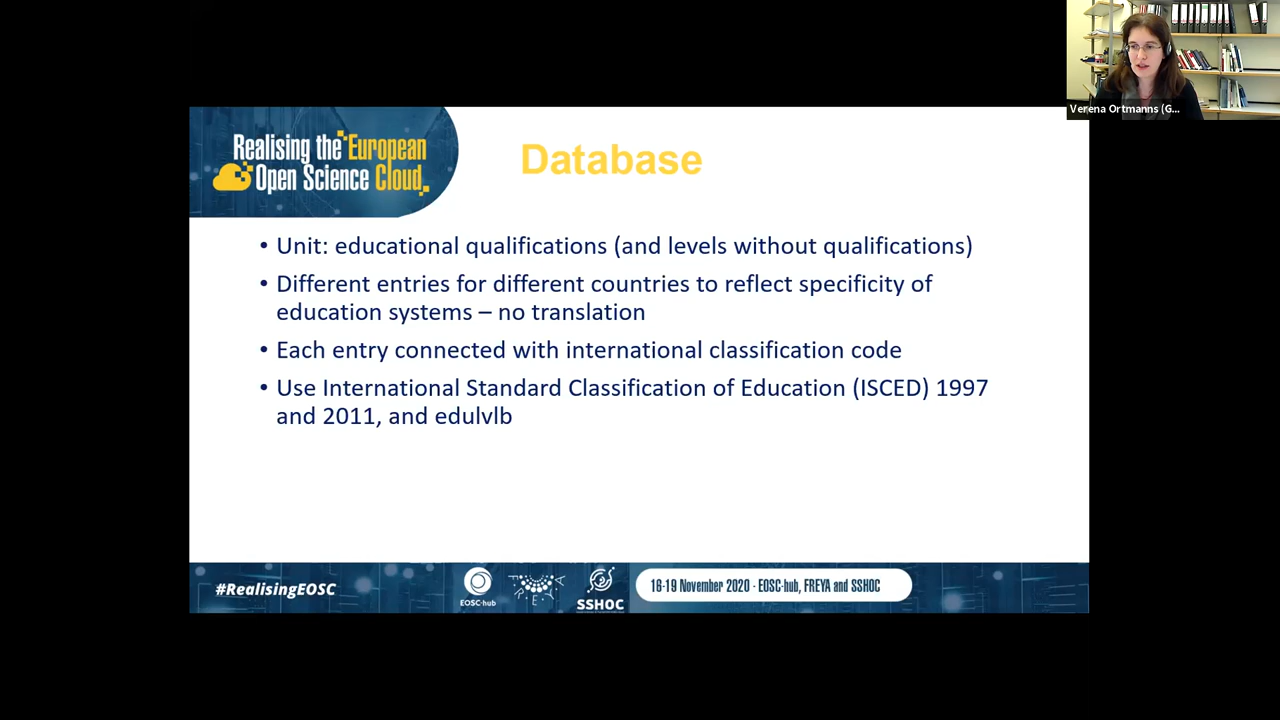 Verena Ortmanns (G...
Realising the European
Open Science Cloud
Database
• Unit: educational qualifications (and levels without qualifications)
• Different entries for different countries to reflect specificity of
education systems – no translation
• Each entry connected with international classification code
• Use International Standard Classification of Education (ISCED) 1997
and 2011, and edulvlb
#RealisingEOSC
EOSC-hub
FREYA
SSHOC
16-19 November 2020 - EOSC-hub, FREYA and SSHOC